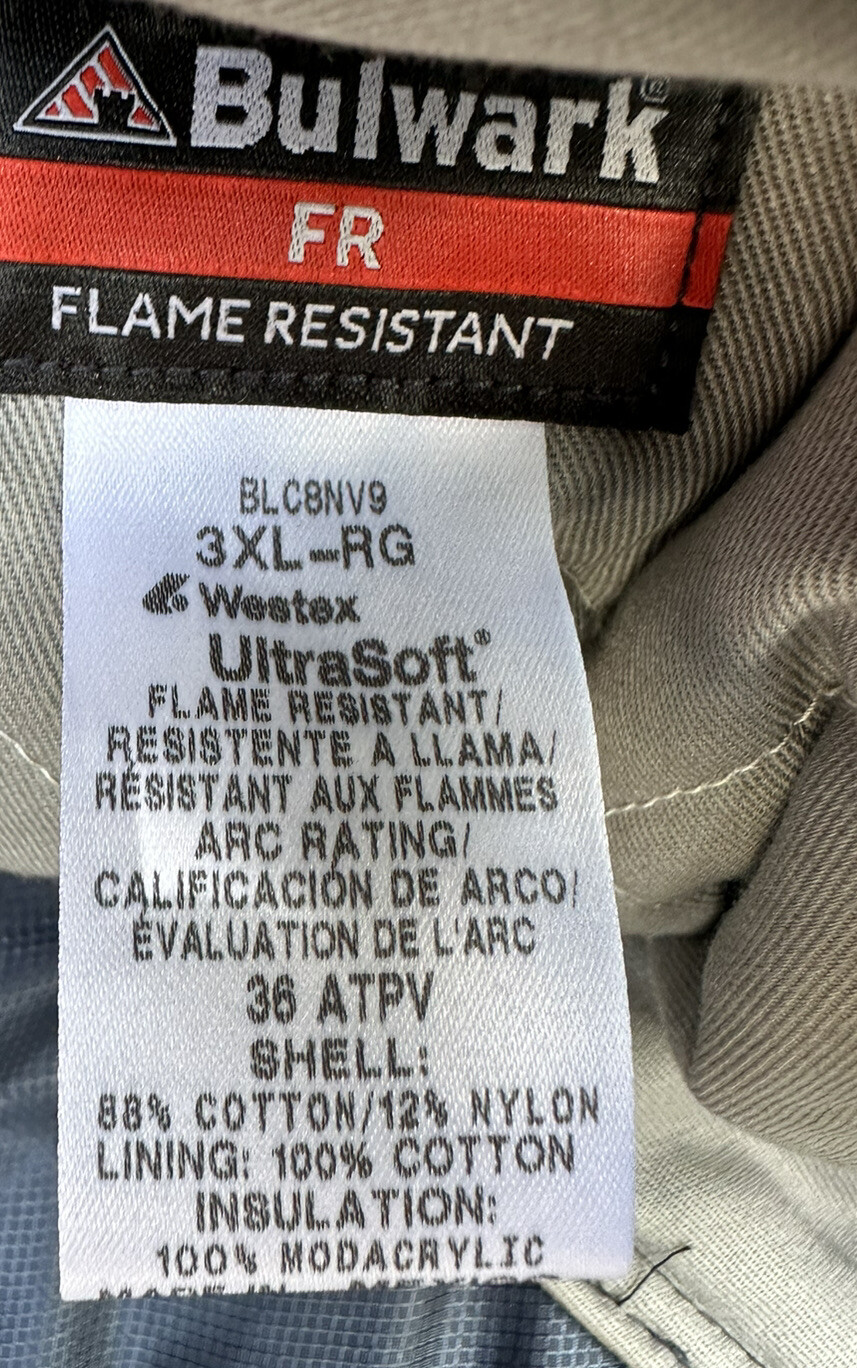 Bulwark
FR
FLAME RESISTANT
BLC8NV9
3XL-RG
Westex
UltraSoft®
FLAME RESISTANT/
RESISTENTE A LLAMA/
RÉSISTANT AUX FLAMMES
ARC RATING/
CALIFICACIÓN DE ARCO/
ÉVALUATION DE L'ARC
36 ATPV
SHELL:
88% COTTON/12% NYLON
LINING: 100% COTTON
INSULATION:
100% MODACRYLIC